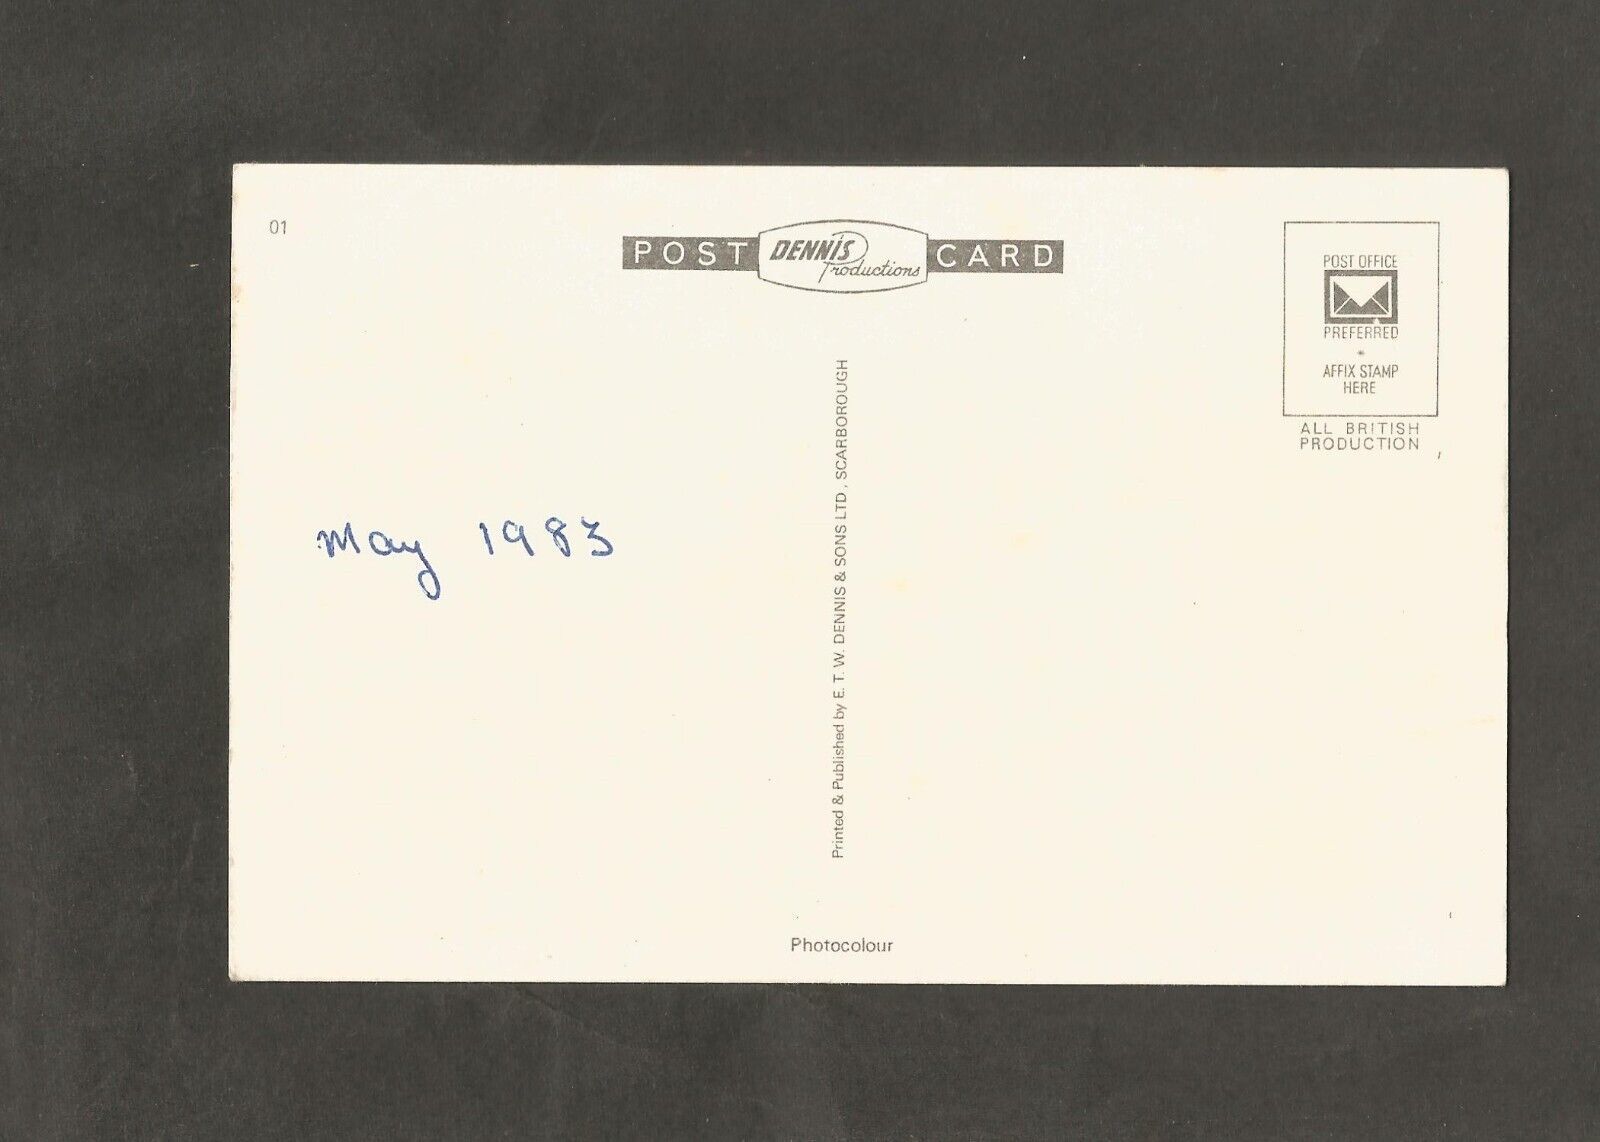 01
POST DENNIS Productions CARD
POST OFFICE
PREFERRED
AFFIX STAMP
HERE
ALL BRITISH
PRODUCTION
Printed & Published by E. T. W. DENNIS & SONS LTD., SCARBOROUGH
May 1983
Photocolour